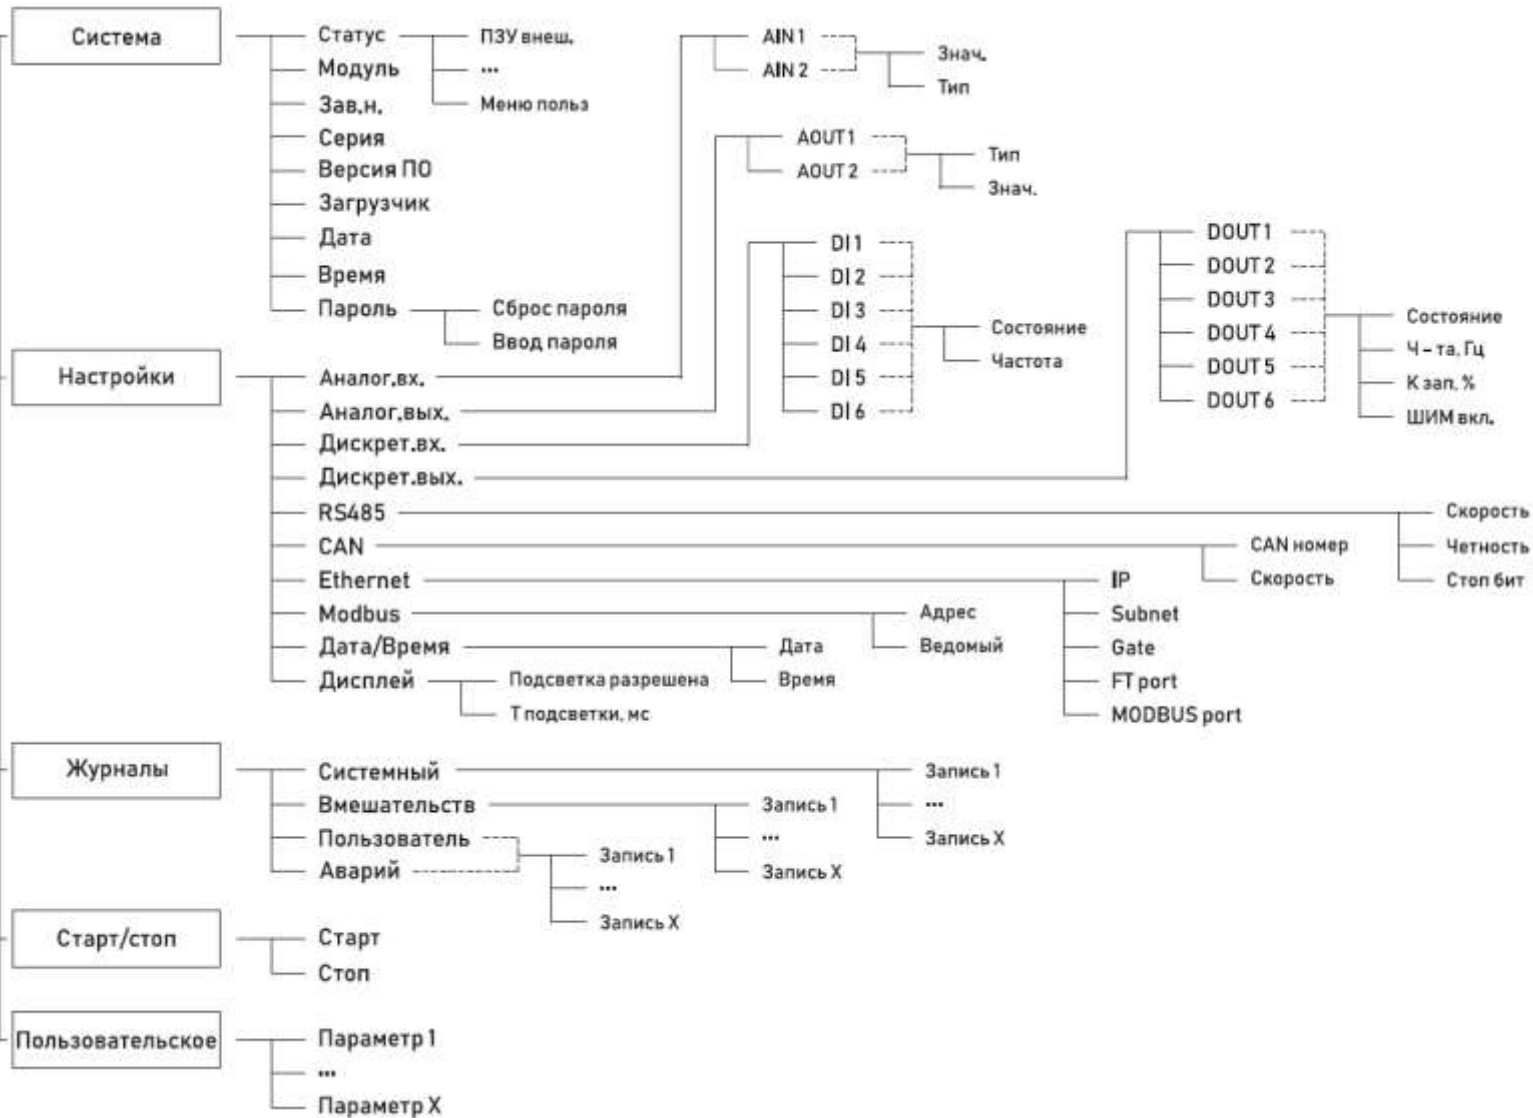 Система
Статус
ПЗУ внеш.
...
Меню польз
Модуль
Зав.н.
Серия
Версия ПО
Загрузчик
Дата
Время
Пароль
Сброс пароля
Ввод пароля
Настройки
Аналог.вх.
AIN 1
AIN 2
Знач.
Тип
Аналог.вых.
AOUT 1
AOUT 2
Тип
Знач.
Дискрет.вх.
DI 1
DI 2
DI 3
DI 4
DI 5
DI 6
Состояние
Частота
Дискрет.вых.
DOUT 1
DOUT 2
DOUT 3
DOUT 4
DOUT 5
DOUT 6
Состояние
Ч – та, Гц
К зап. %
ШИМ вкл.
RS485
Скорость
Четность
Стоп бит
CAN
CAN номер
Скорость
Ethernet
IP
Subnet
Gate
FT port
MODBUS port
Modbus
Адрес
Ведомый
Дата/Время
Дата
Время
Дисплей
Подсветка разрешена
Т подсветки, мс
Журналы
Системный
Запись 1
...
Запись X
Вмешательств
Запись 1
...
Запись X
Пользователь
Аварий
Запись 1
...
Запись X
Старт/стоп
Старт
Стоп
Пользовательское
Параметр 1
...
Параметр X